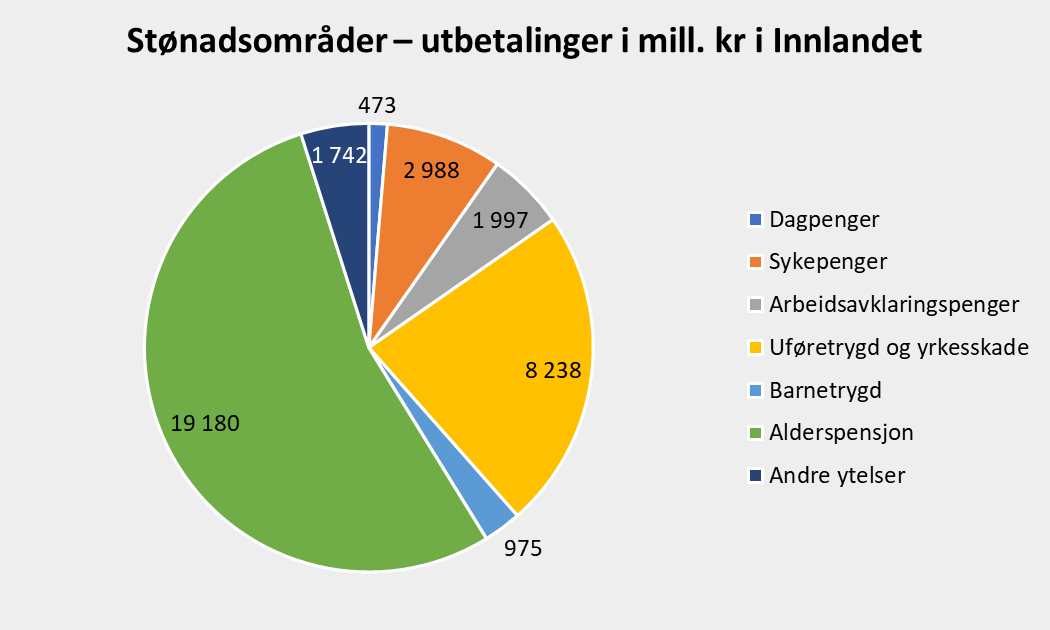 Stønadsområder – utbetalinger i mill. kr i Innlandet
473
1 742
2 988
1 997
8 238
19 180
975
Dagpenger
Sykepenger
Arbeidsavklaringspenger
Uføretrygd og yrkesskade
Barnetrygd
Alderspensjon
Andre ytelser